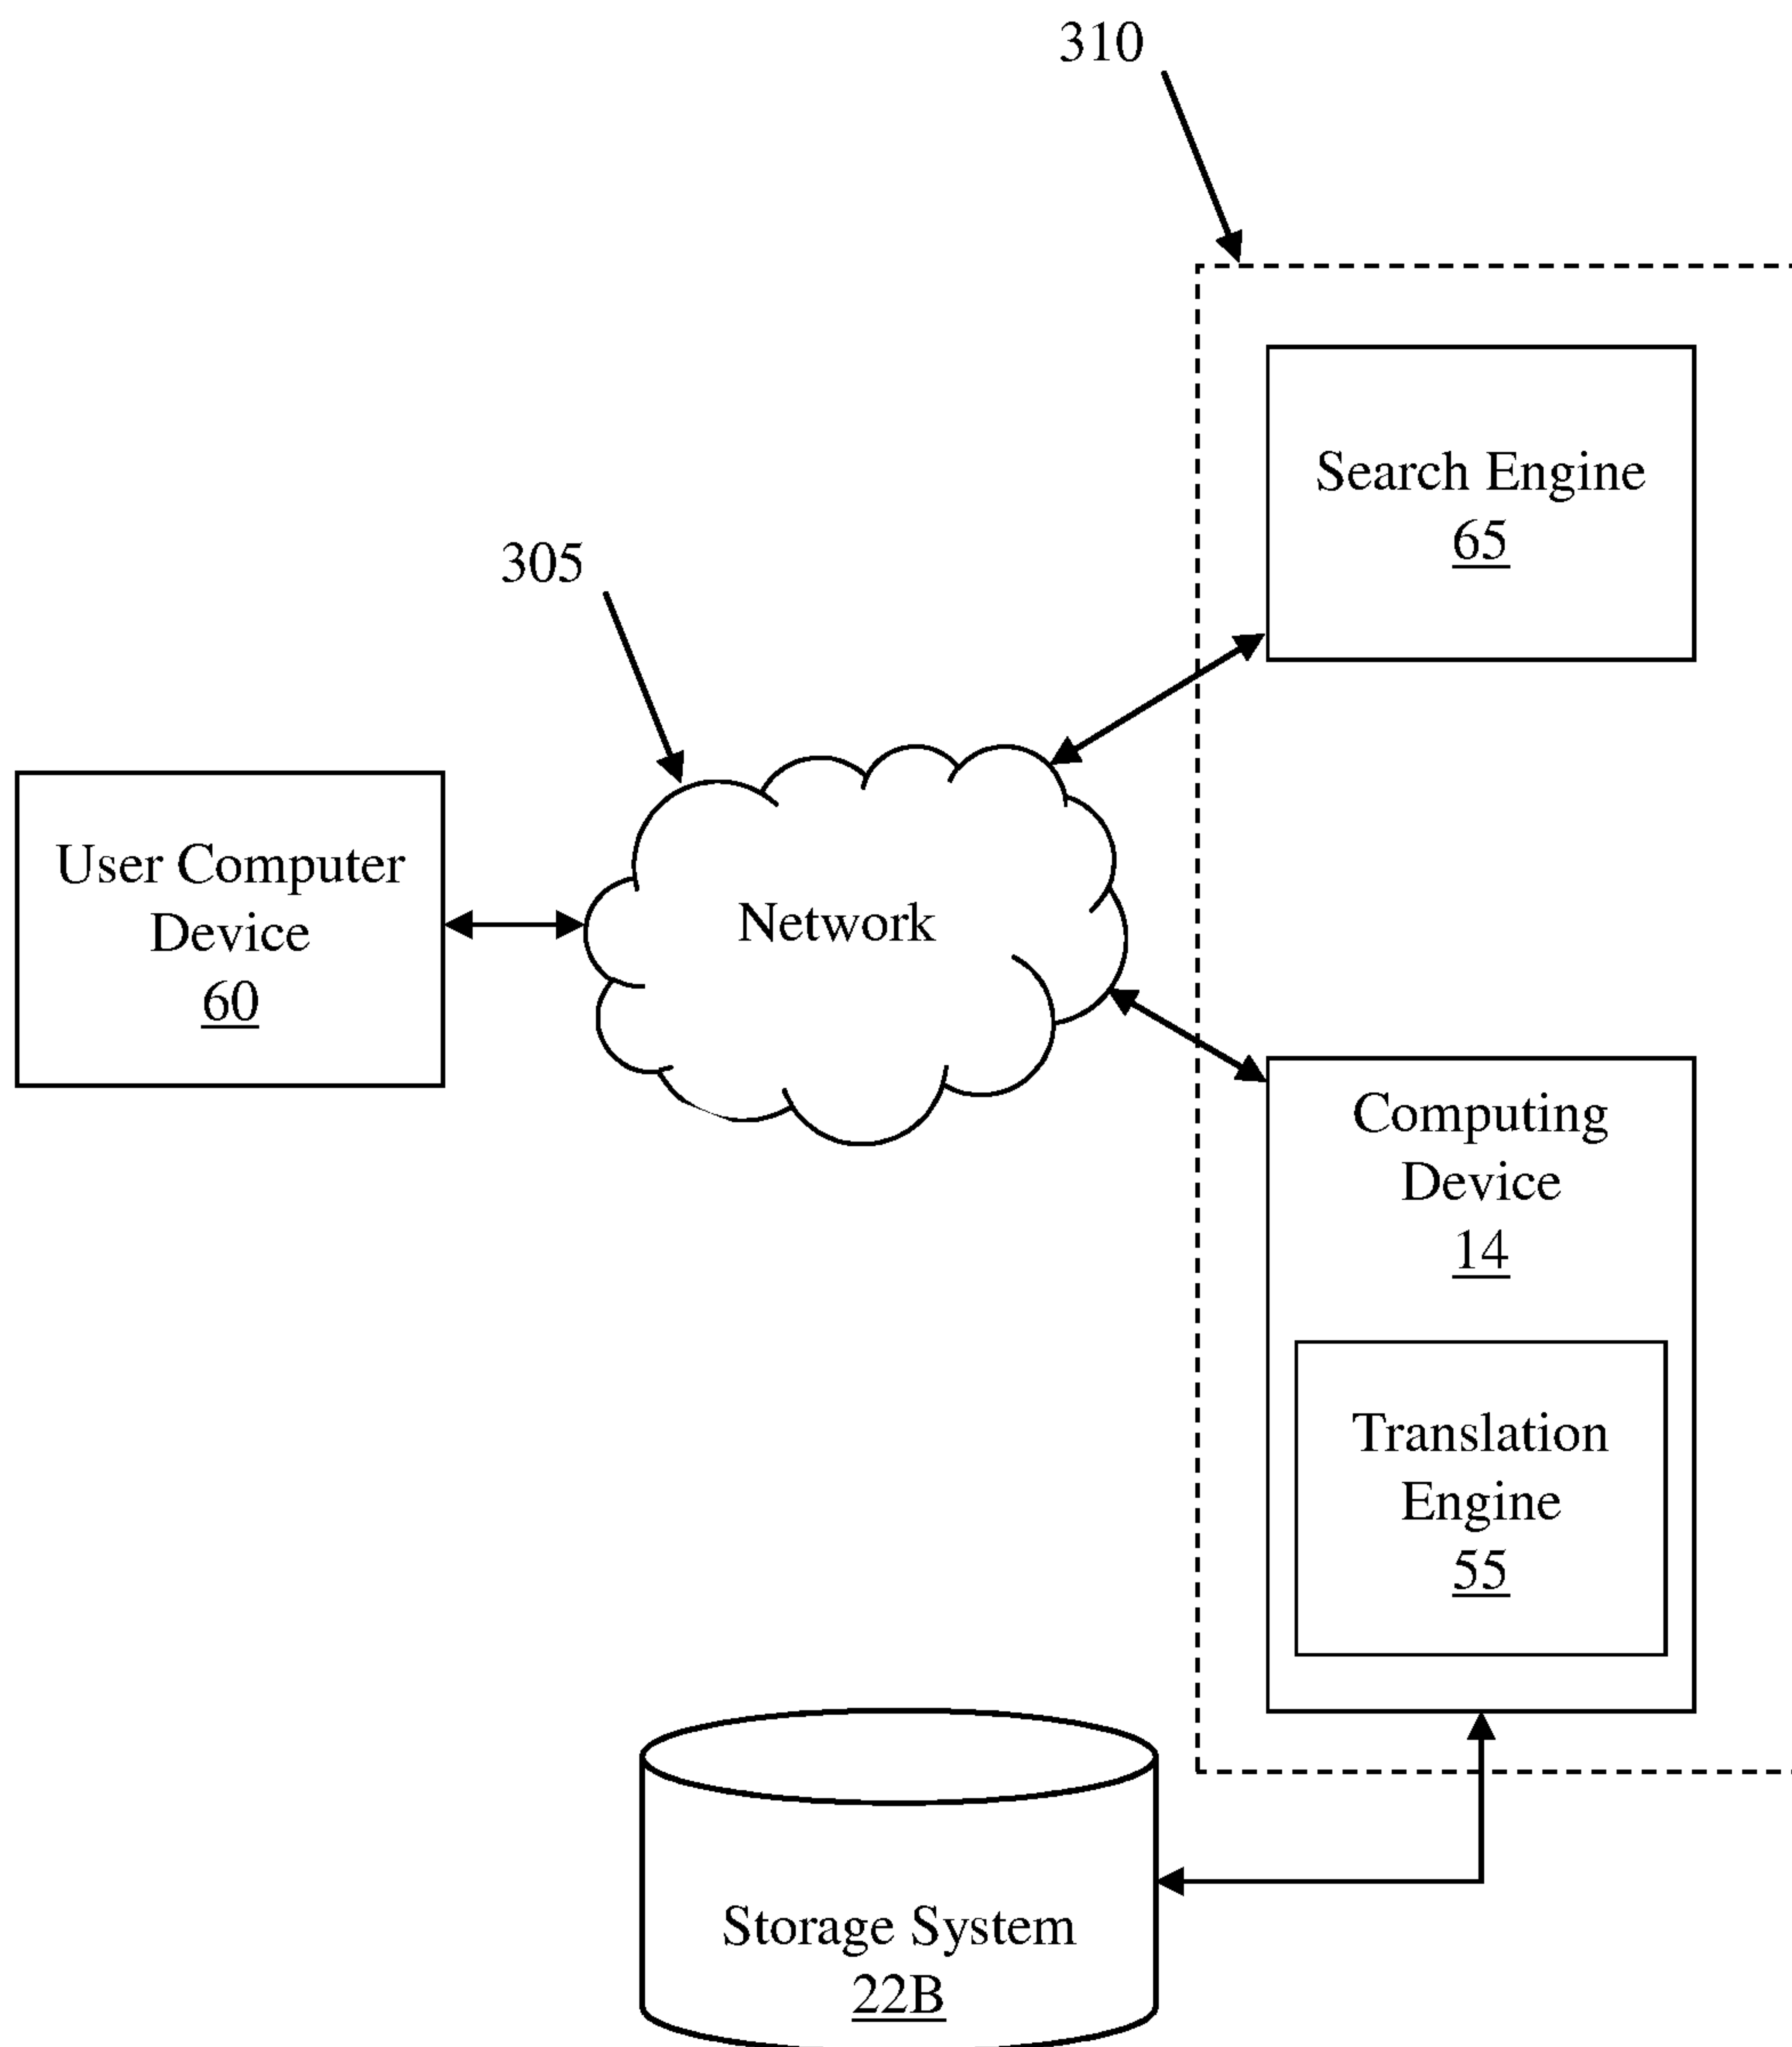 310
Search Engine
65
305
User Computer
Device
60
Network
Computing
Device
14
Translation
Engine
55
Storage System
22B